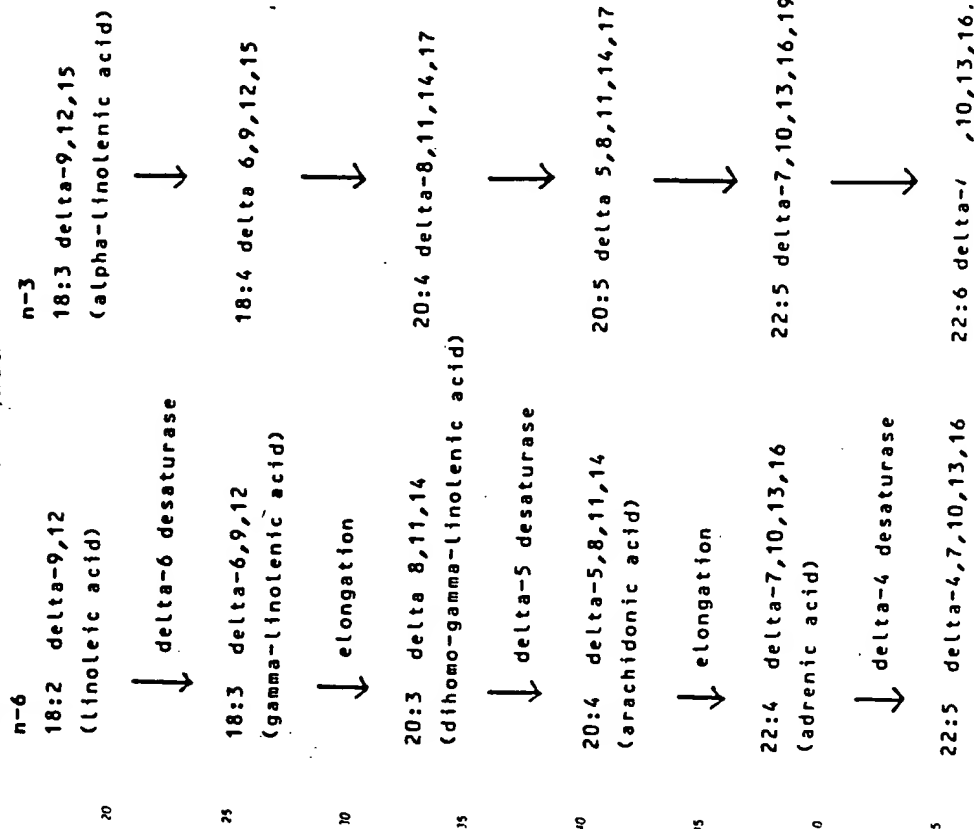 n-6
18:2 delta-9,12
(linoleic acid)
delta-6 desaturase
18:3 delta-6,9,12
(gamma-linolenic acid)
elongation
20:3 delta 8,11,14
(dihomo-gamma-linolenic acid)
delta-5 desaturase
20:4 delta-5,8,11,14
(arachidonic acid)
elongation
22:4 delta-7,10,13,16
(adrenic acid)
delta-4 desaturase
22:5 delta-4,7,10,13,16
n-3
18:3 delta-9,12,15
(alpha-linolenic acid)
18:4 delta 6,9,12,15
20:4 delta-8,11,14,17
20:5 delta 5,8,11,14,17
22:5 delta-7,10,13,16,19
22:6 delta- ,10,13,16,
20
25
30
35
40